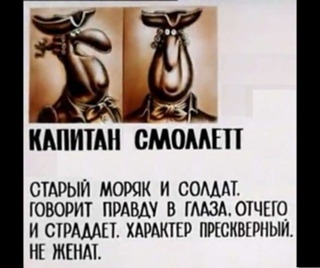 КАПИТАН СМОЛЛЕТТ
СТАРЫЙ МОРЯК И СОЛДАТ.
ГОВОРИТ ПРАВДУ В ГЛАЗА, ОТЧЕГО
И СТРАДАЕТ. ХАРАКТЕР ПРЕСКВЕРНЫЙ.
НЕ ЖЕНАТ.